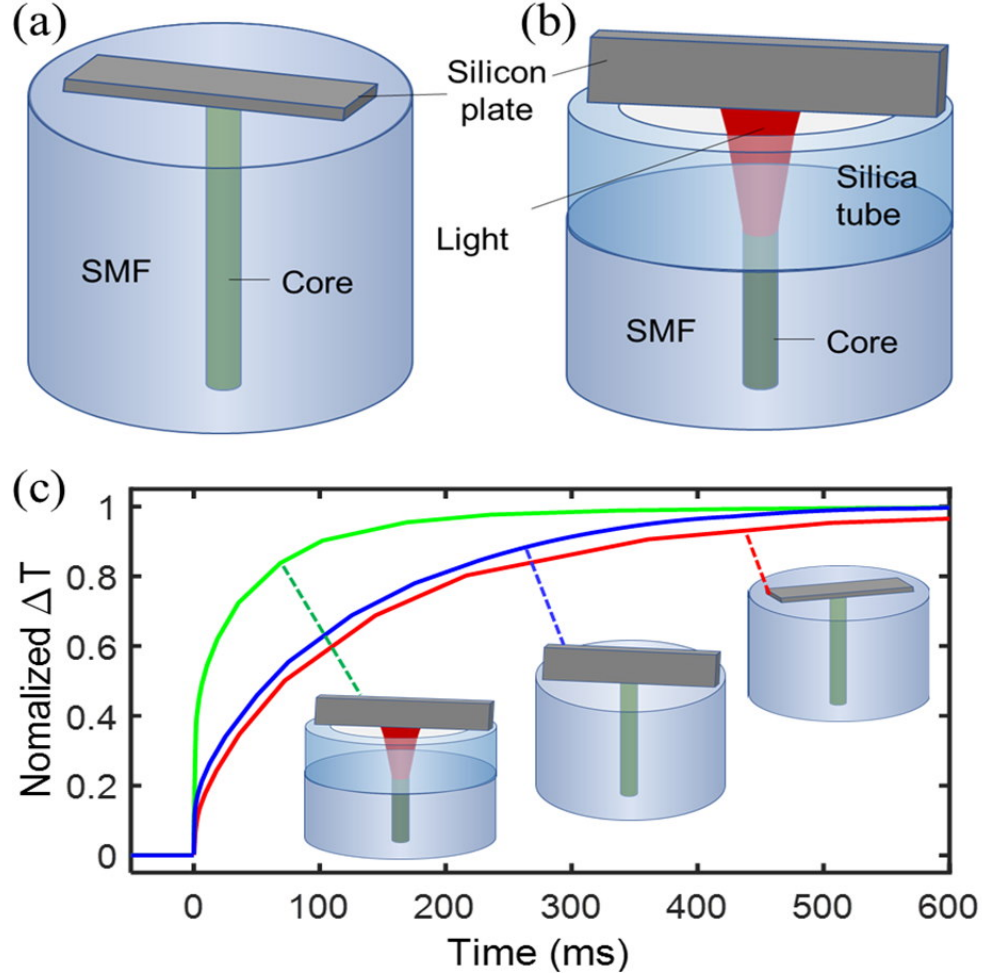 (a)
(b)
Silicon
plate
Silica
tube
Light
SMF
Core
SMF
Core
(c)
Nomalized ΔT
1
0.8
0.6
0.4
0.2
0
0
100
200
300
400
500
600
Time (ms)